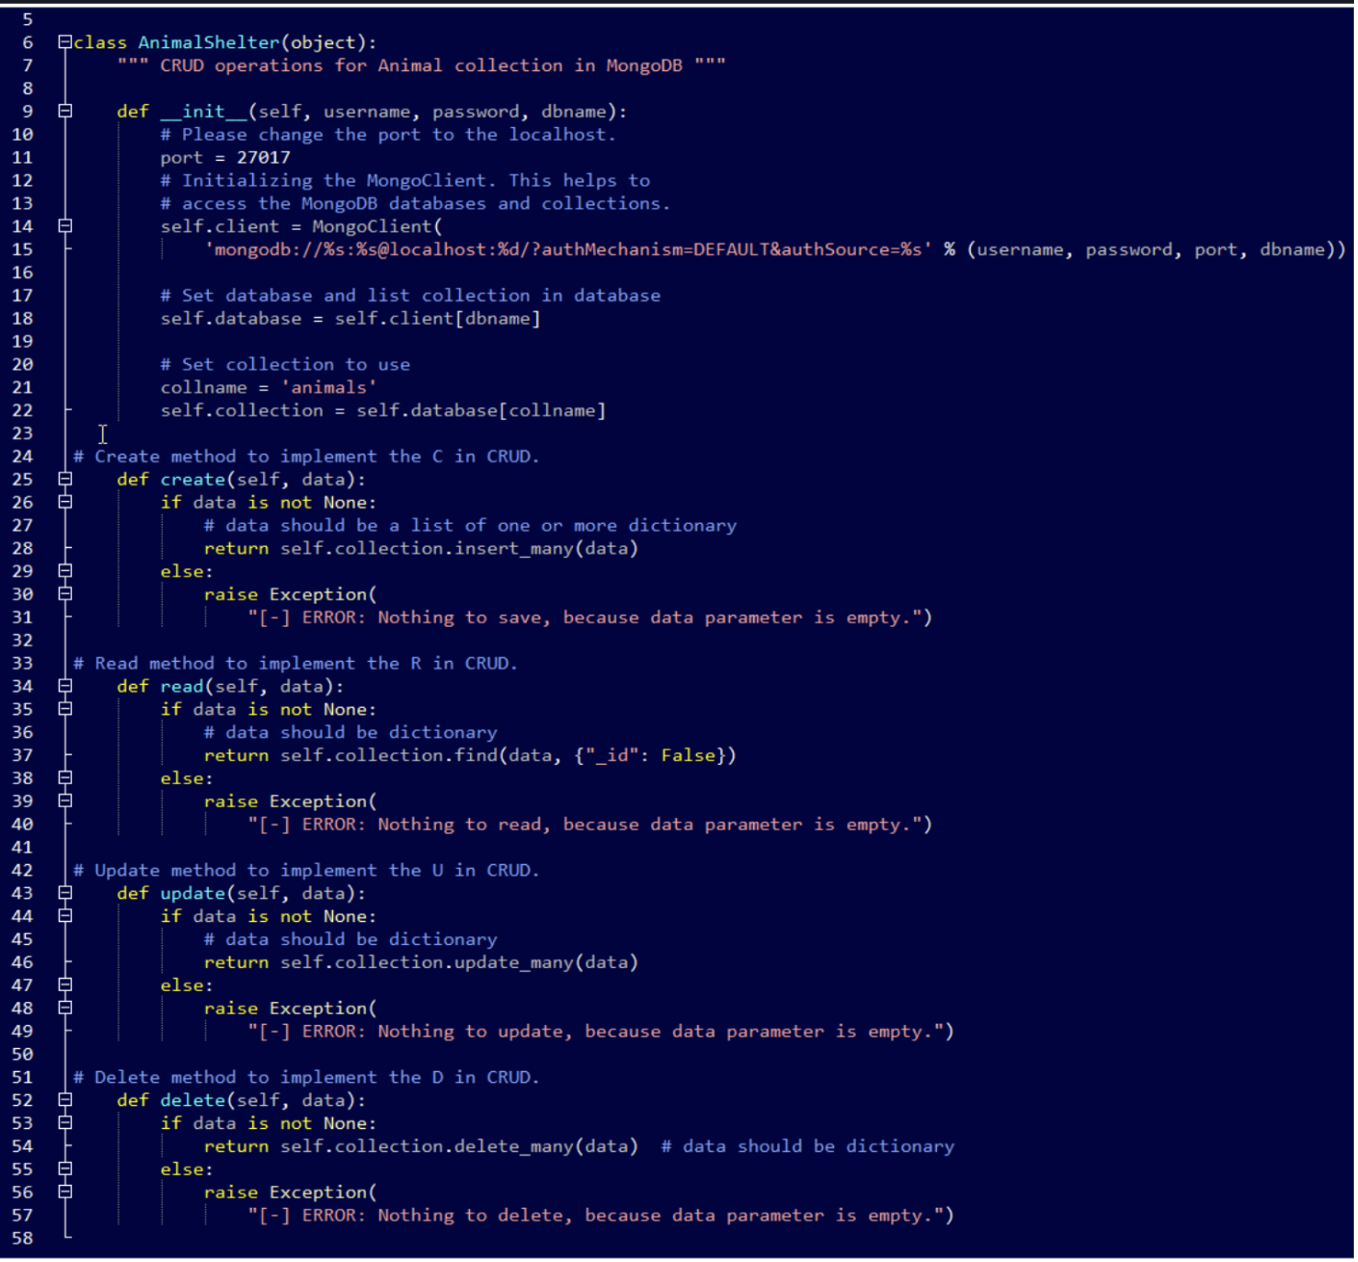 5
6 class AnimalShelter(object):
7     """ CRUD operations for Animal collection in MongoDB """
8
9     def __init__(self, username, password, dbname):
10         # Please change the port to the localhost.
11         port = 27017
12         # Initializing the MongoClient. This helps to
13         # access the MongoDB databases and collections.
14         self.client = MongoClient(
15             'mongodb://%s:%s@localhost:%d/?authMechanism=DEFAULT&authSource=%s' % (username, password, port, dbname))
16
17         # Set database and list collection in database
18         self.database = self.client[dbname]
19
20         # Set collection to use
21         collname = 'animals'
22         self.collection = self.database[collname]
23
24 # Create method to implement the C in CRUD.
25     def create(self, data):
26         if data is not None:
27             # data should be a list of one or more dictionary
28             return self.collection.insert_many(data)
29         else:
30             raise Exception(
31                 "[-] ERROR: Nothing to save, because data parameter is empty.")
32
33 # Read method to implement the R in CRUD.
34     def read(self, data):
35         if data is not None:
36             # data should be dictionary
37             return self.collection.find(data, {"_id": False})
38         else:
39             raise Exception(
40                 "[-] ERROR: Nothing to read, because data parameter is empty.")
41
42 # Update method to implement the U in CRUD.
43     def update(self, data):
44         if data is not None:
45             # data should be dictionary
46             return self.collection.update_many(data)
47         else:
48             raise Exception(
49                 "[-] ERROR: Nothing to update, because data parameter is empty.")
50
51 # Delete method to implement the D in CRUD.
52     def delete(self, data):
53         if data is not None:
54             return self.collection.delete_many(data)  # data should be dictionary
55         else:
56             raise Exception(
57                 "[-] ERROR: Nothing to delete, because data parameter is empty.")
58